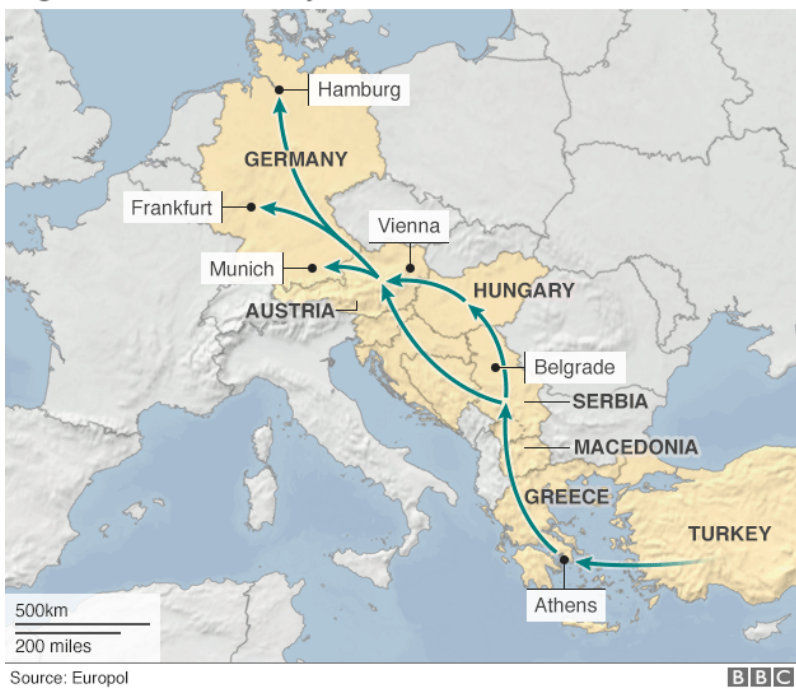 Hamburg
GERMANY
Frankfurt
Vienna
Munich
HUNGARY
AUSTRIA
Belgrade
SERBIA
MACEDONIA
GREECE
TURKEY
Athens
500km
200 miles
Source: Europol
BBC